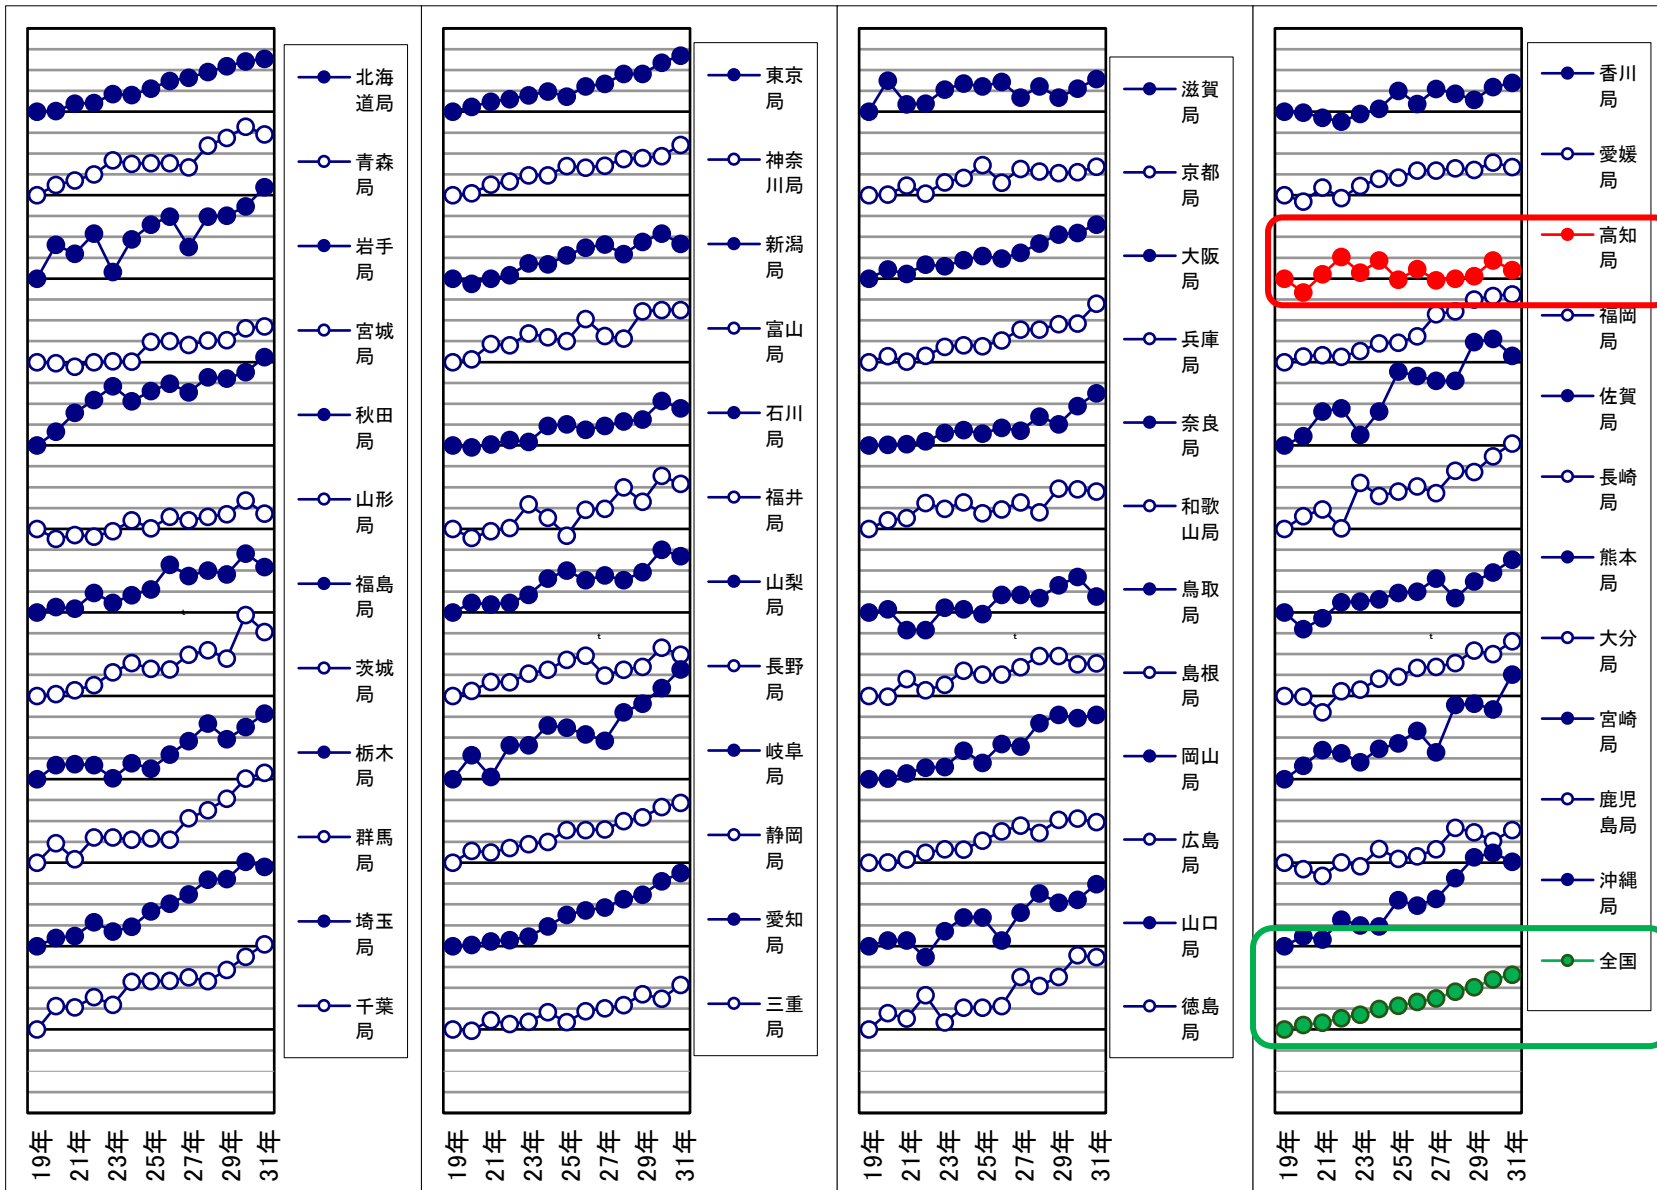 北海
道局
青森
局
岩手
局
宮城
局
秋田
局
山形
局
福島
局
茨城
局
栃木
局
群馬
局
埼玉
局
千葉
局
19年
21年
23年
25年
27年
29年
31年
東京
局
神奈
川局
新潟
局
富山
局
石川
局
福井
局
山梨
局
長野
局
岐阜
局
静岡
局
愛知
局
三重
局
19年
21年
23年
25年
27年
29年
31年
滋賀
局
京都
局
大阪
局
兵庫
局
奈良
局
和歌
山局
鳥取
局
島根
局
岡山
局
広島
局
山口
局
徳島
局
19年
21年
23年
25年
27年
29年
31年
香川
局
愛媛
局
高知
局
福岡
局
佐賀
局
長崎
局
熊本
局
大分
局
宮崎
局
鹿児
島局
沖縄
局
全国
19年
21年
23年
25年
27年
29年
31年